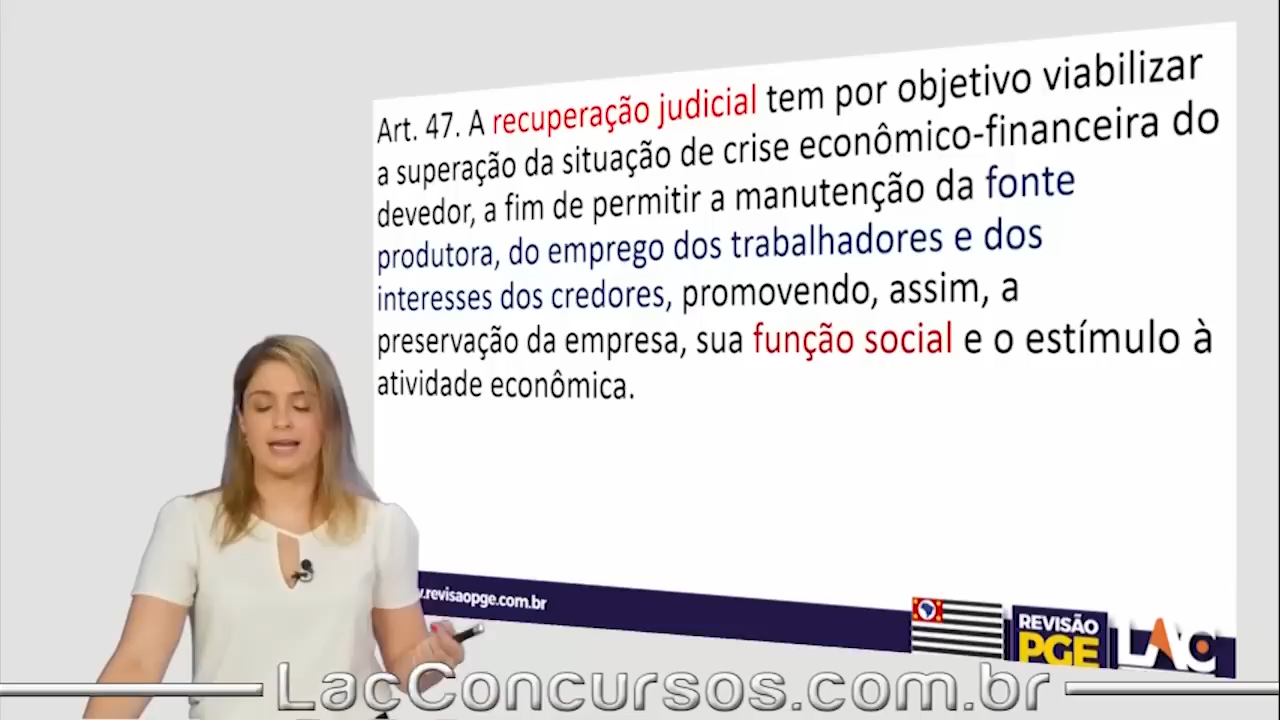 Art. 47. A recuperação judicial tem por objetivo viabilizar
a superação da situação de crise econômico-financeira do
devedor, a fim de permitir a manutenção da fonte
produtora, do emprego dos trabalhadores e dos
interesses dos credores, promovendo, assim, a
preservação da empresa, sua função social e o estímulo à
atividade econômica.
.revisaopge.com.br
REVISÃO
PGE
LAC
LacConcursos.com.br